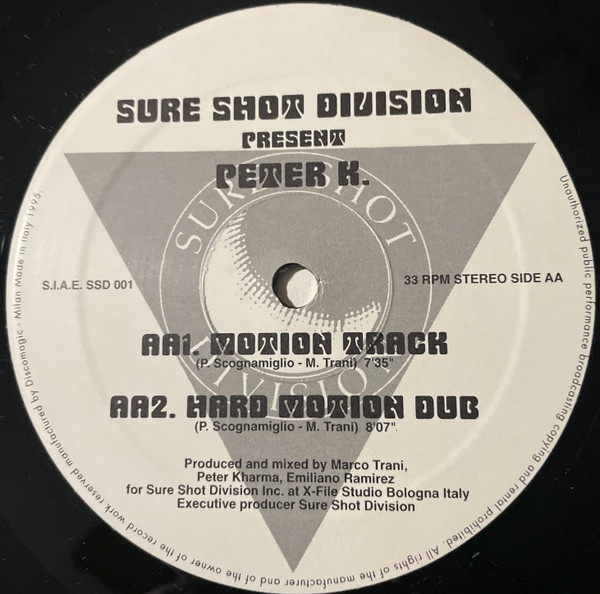 SURE SHOT DIVISION
PRESENT
PETER K.
SURE SHOT
DIVISION
S.I.A.E. SSD 001
33 RPM STEREO SIDE AA
AA1. MOTION TRACK
(P. Scognamiglio - M. Trani) 7'35"
AA2. HARD MOTION DUB
(P. Scognamiglio - M. Trani) 8'07".
Produced and mixed by Marco Trani,
Peter Kharma, Emiliano Ramirez
for Sure Shot Division Inc. at X-File Studio Bologna Italy
Executive producer Sure Shot Division
Unauthorized public performance broadcasting copying and rental prohibited. All rights of the manufacturer and of the owner of the record work reserved manufactured by Discomagic - Milan Made in Italy 1995.